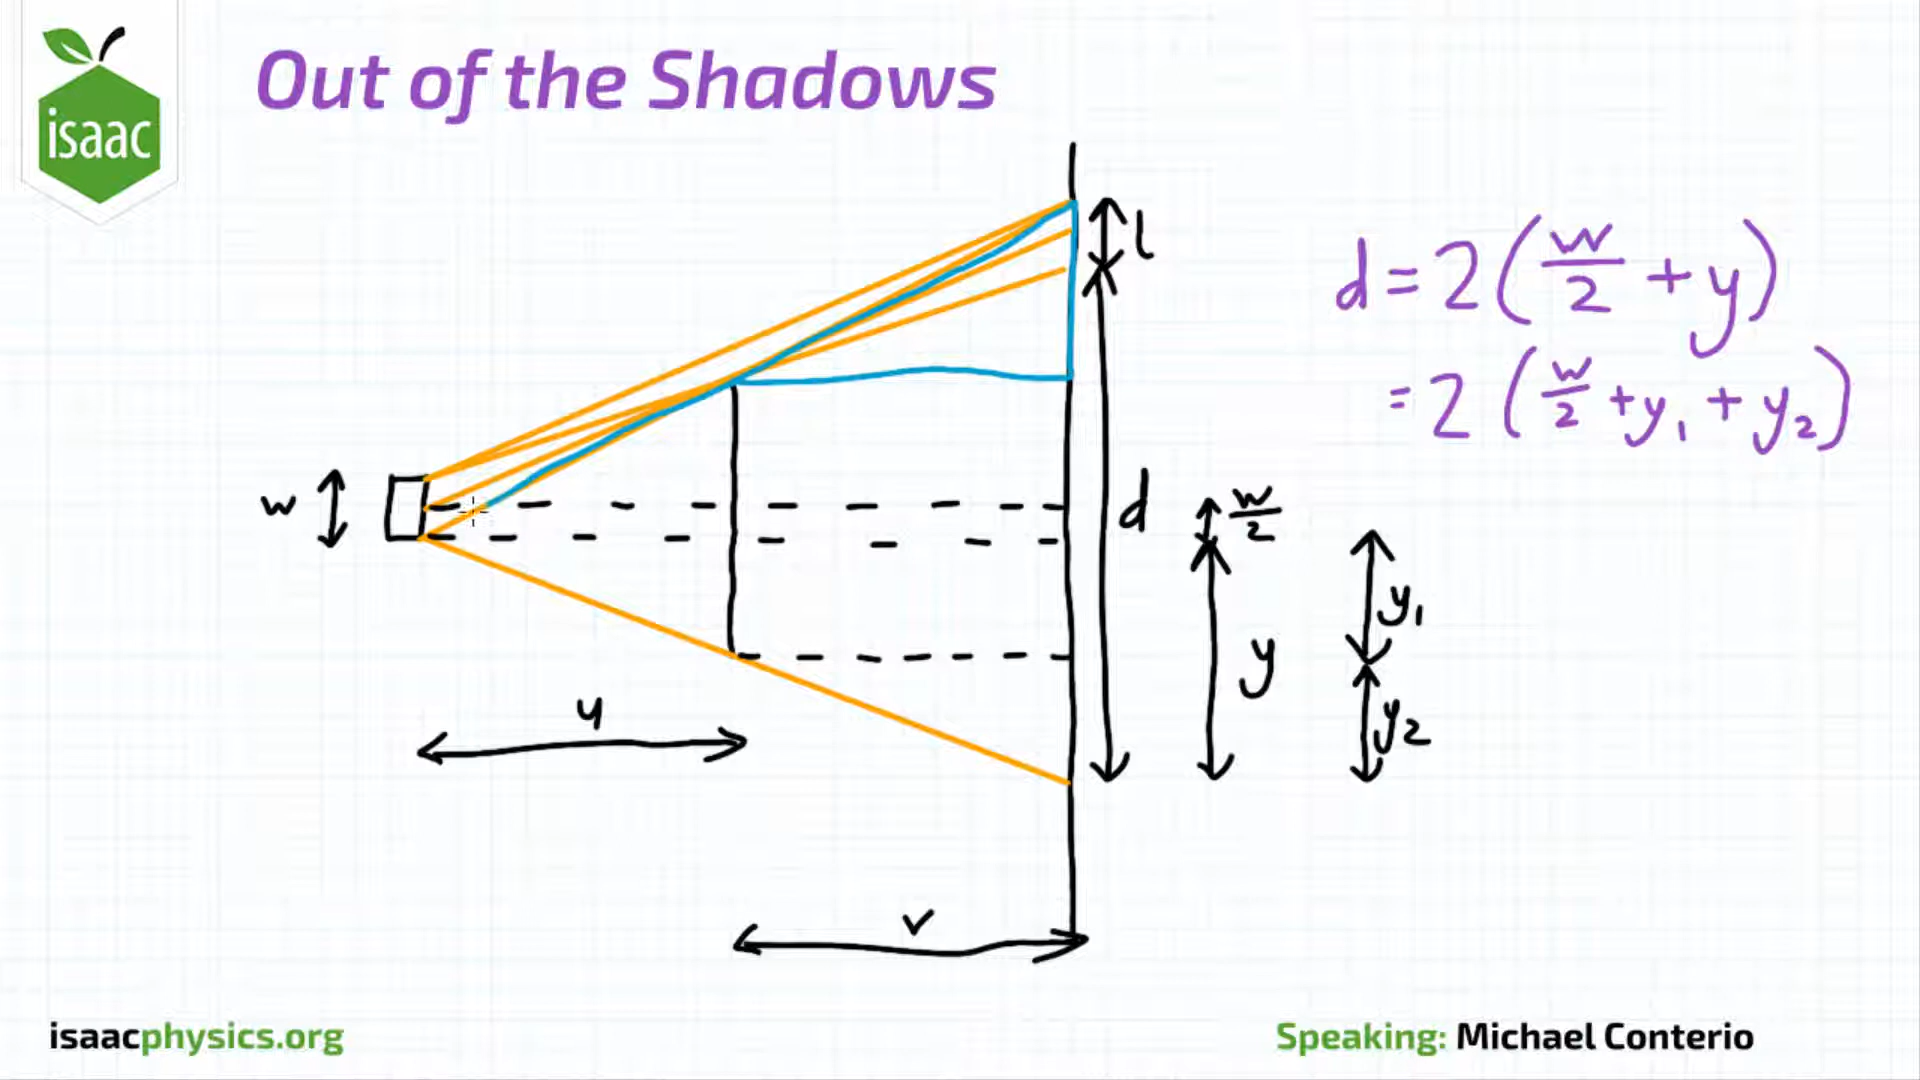 isaac
Out of the Shadows
l
d = 2(w/2 + y)
= 2(w/2 + y₁ + y₂)
w
d
w/2
y₁
y
u
y₂
v
isaacphysics.org
Speaking: Michael Conterio